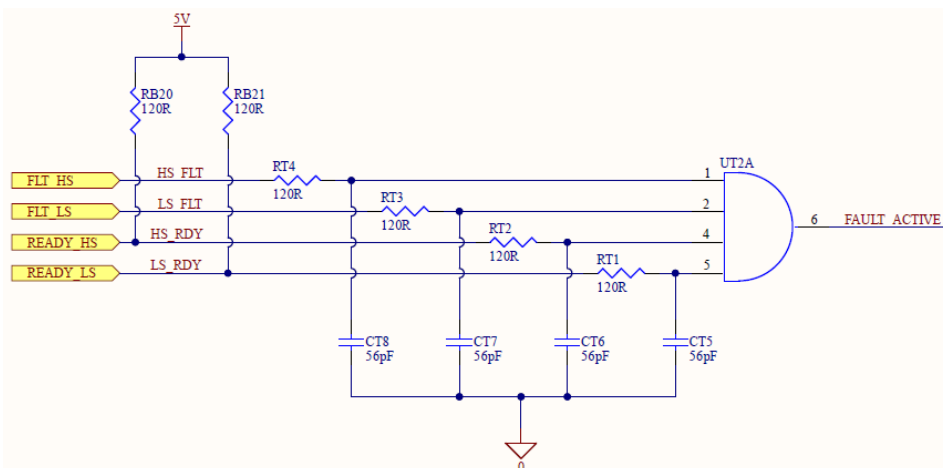 5V
RB20
120R
RB21
120R
FLT_HS
HS_FLT
RT4
120R
UT2A
1
FLT_LS
LS_FLT
RT3
120R
2
READY_HS
HS_RDY
RT2
120R
4
6
FAULT_ACTIVE
READY_LS
LS_RDY
RT1
120R
5
CT8
56pF
CT7
56pF
CT6
56pF
CT5
56pF
0